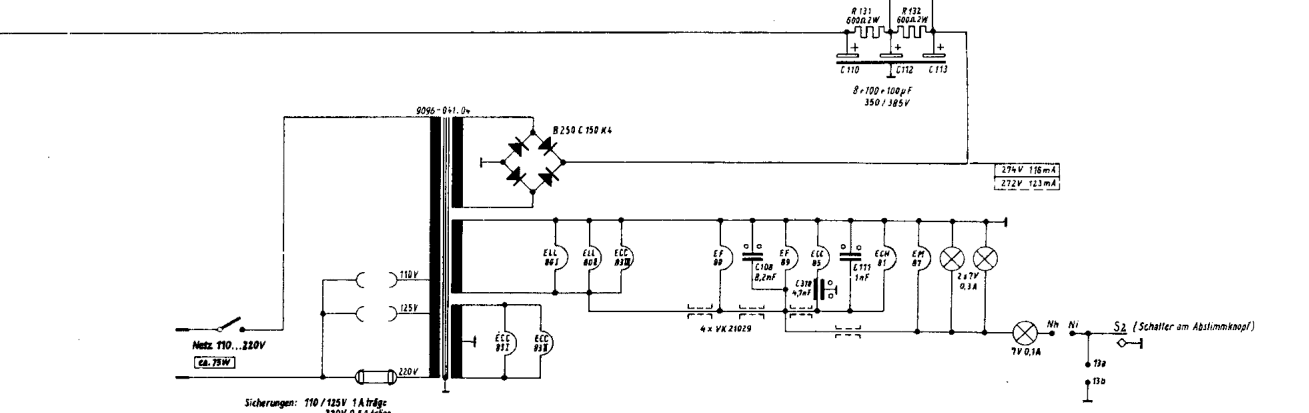 R 131 R 132
600Ω 2W 600Ω 2W
C 110 C 112 C 113
8+100+100µF
350 / 385V
9096-041.04
B 250 C 150 K4
274V 116mA
272V 123mA
ELL 80 I
ELL 80 II
ECC 83 III
EF 80
C 108 8,2nF
EF 89
ECC 85
C 318 4,7nF
C 111 1nF
ECH 81
EM 87
2 x 7V 0,3A
110V
125V
220V
4 x VK 21029
ECC 83 I
ECC 83 II
Netz 110...220V
ca. 75W
7V 0,1A
Nh Ni
S2 (Schalter am Abstimmknopf)
13a
13b
Sicherungen: 110 / 125V 1 A träge